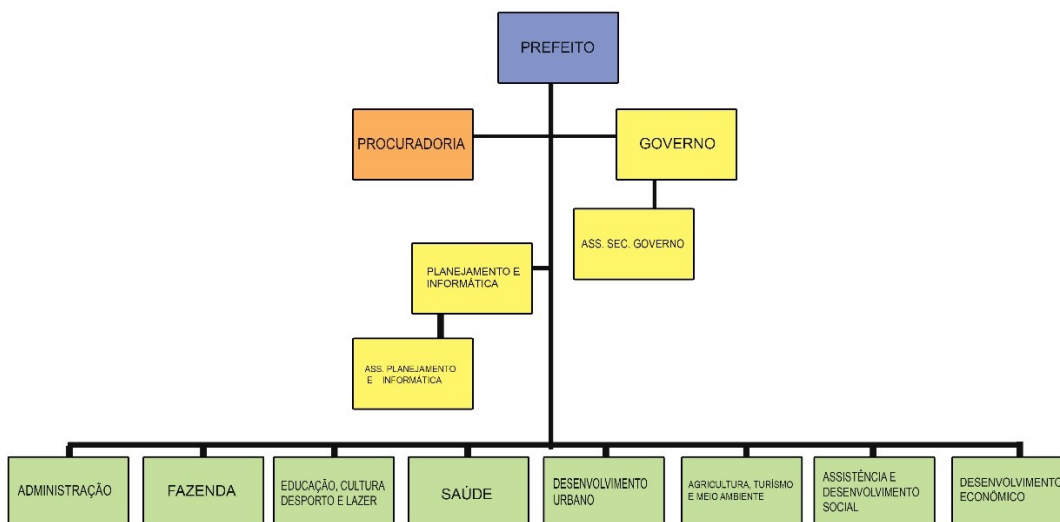 PREFEITO
PROCURADORIA
GOVERNO
ASS. SEC. GOVERNO
PLANEJAMENTO E
INFORMÁTICA
ASS. PLANEJAMENTO
E INFORMÁTICA
ADMINISTRAÇÃO
FAZENDA
EDUCAÇÃO, CULTURA
DESPORTO E LAZER
SAÚDE
DESENVOLVIMENTO
URBANO
AGRICULTURA, TURÍSMO
E MEIO AMBIENTE
ASSISTÊNCIA E
DESENVOLVIMENTO
SOCIAL
DESENVOLVIMENTO
ECONÔMICO